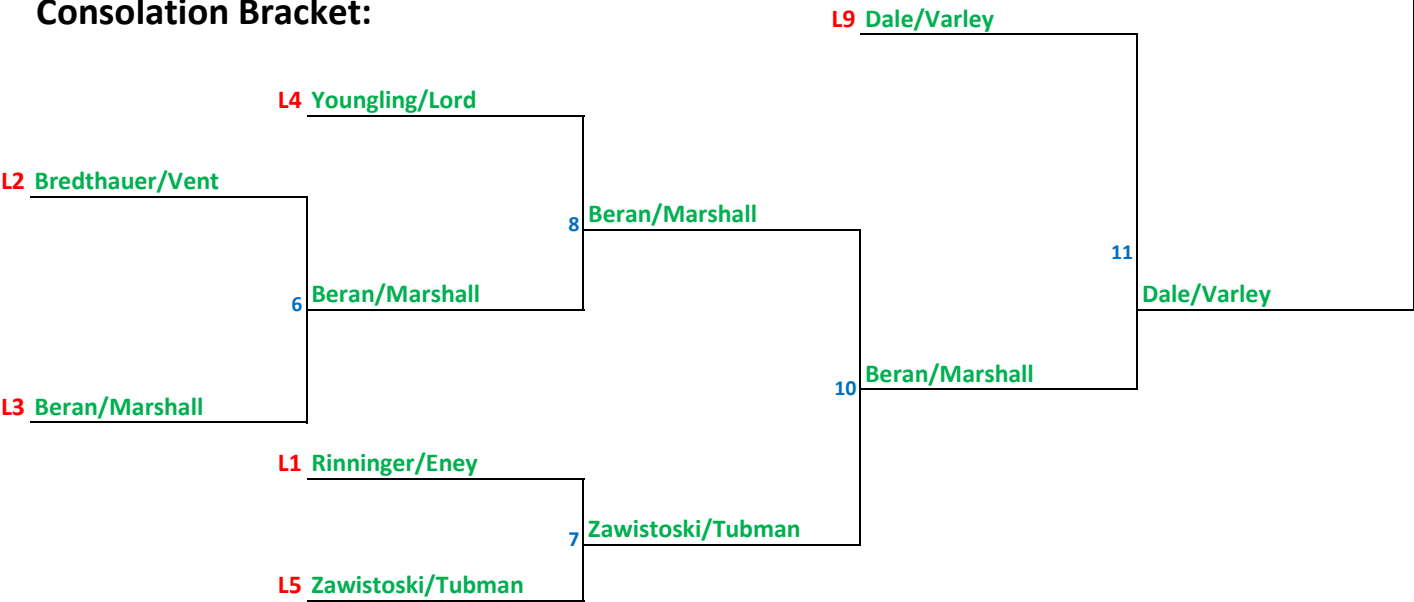 Consolation Bracket:
L9 Dale/Varley
L4 Youngling/Lord
L2 Bredthauer/Vent
8 Beran/Marshall
11
6 Beran/Marshall
Dale/Varley
10 Beran/Marshall
L3 Beran/Marshall
L1 Rinninger/Eney
7 Zawistoski/Tubman
L5 Zawistoski/Tubman